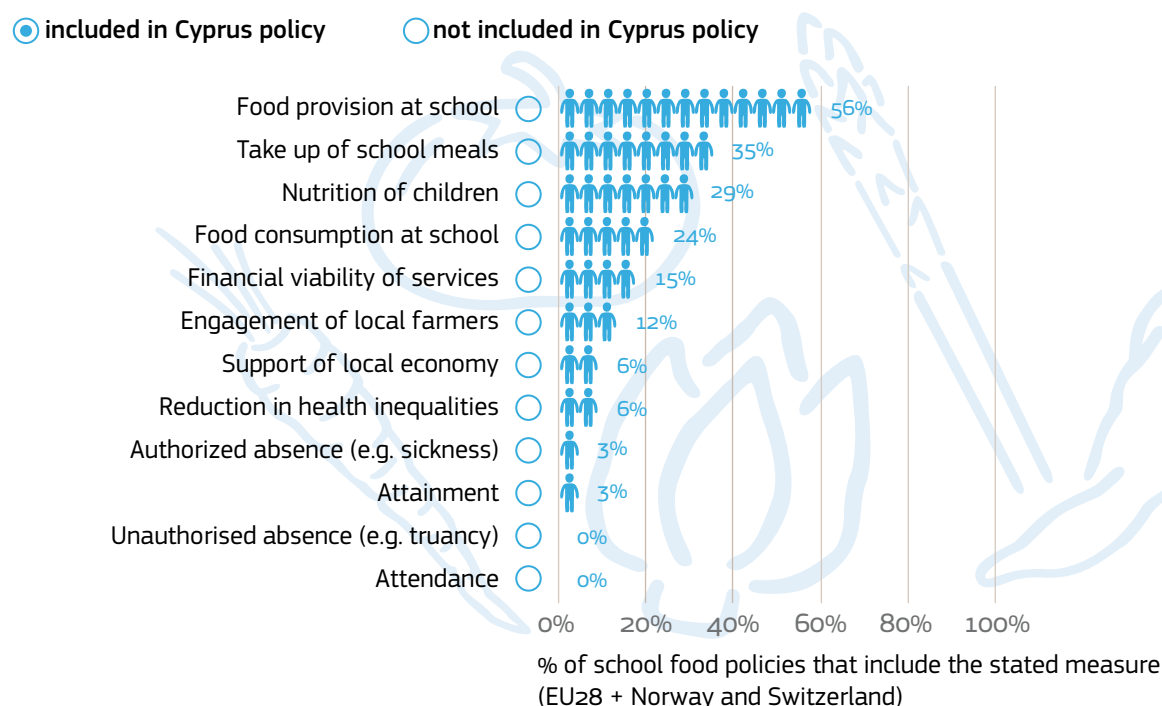 included in Cyprus policy not included in Cyprus policy
Food provision at school 56%
Take up of school meals 35%
Nutrition of children 29%
Food consumption at school 24%
Financial viability of services 15%
Engagement of local farmers 12%
Support of local economy 6%
Reduction in health inequalities 6%
Authorized absence (e.g. sickness) 3%
Attainment 3%
Unauthorised absence (e.g. truancy) 0%
Attendance 0%
0% 20% 40% 60% 80% 100%
% of school food policies that include the stated measure
(EU28 + Norway and Switzerland)